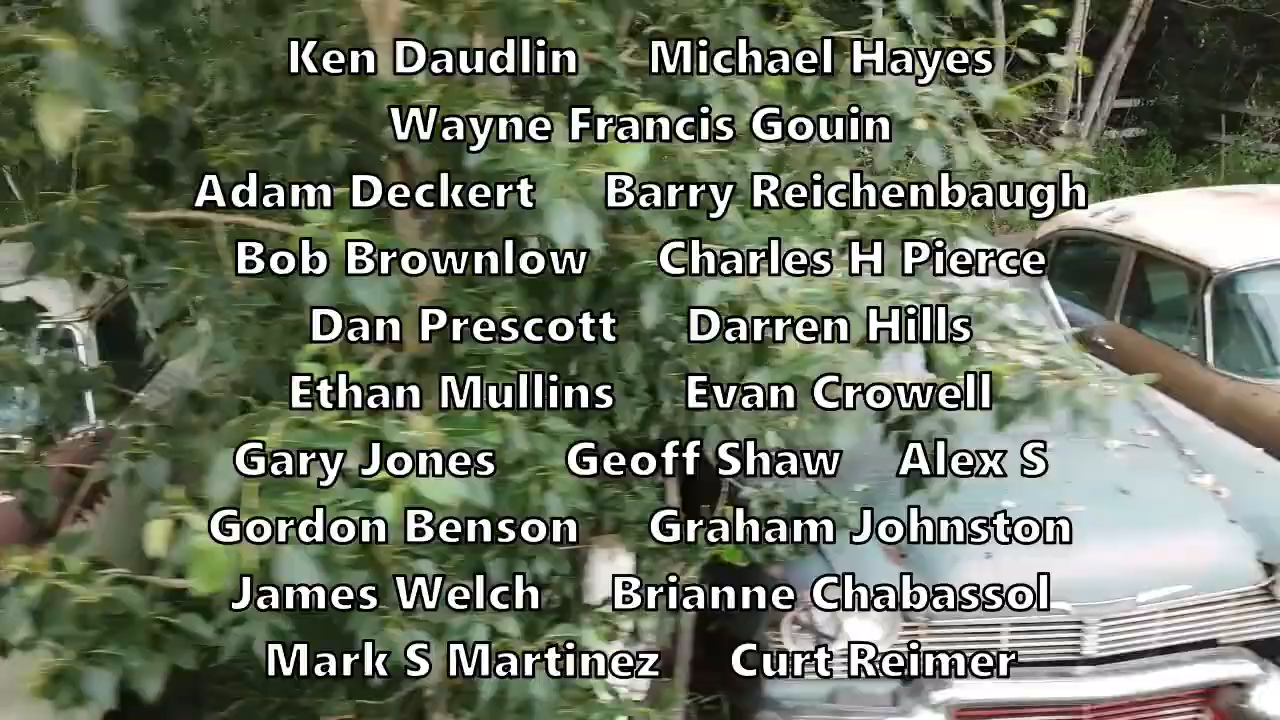 Ken Daudlin Michael Hayes
Wayne Francis Gouin
Adam Deckert Barry Reichenbaugh
Bob Brownlow Charles H Pierce
Dan Prescott Darren Hills
Ethan Mullins Evan Crowell
Gary Jones Geoff Shaw Alex S
Gordon Benson Graham Johnston
James Welch Brianne Chabassol
Mark S Martinez Curt Reimer